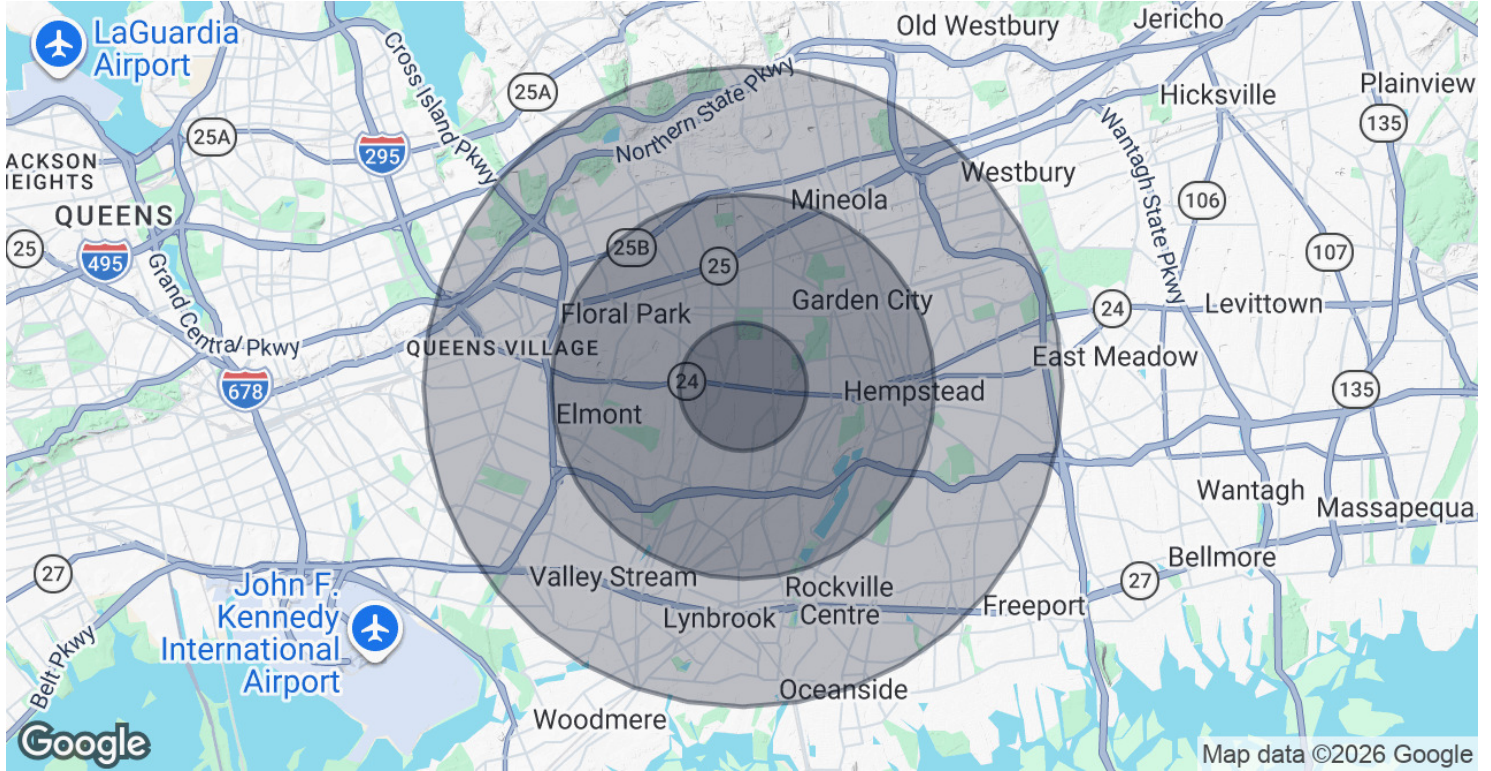 LaGuardia
Airport
Old Westbury
Jericho
Cross Island Pkwy
25A
Northern State Pkwy
Plainview
Hicksville
25A
295
135
ACKSON
HEIGHTS
Wantagh State Pkwy
Westbury
106
QUEENS
Mineola
25
495
25B
25
107
Grand Central Pkwy
Floral Park
Garden City
24
Levittown
QUEENS VILLAGE
East Meadow
678
24
Hempstead
135
Elmont
Wantagh
Massapequa
Bellmore
27
Valley Stream
27
John F.
Kennedy
International
Airport
Rockville
Centre
Lynbrook
Freeport
Belt Pkwy
Oceanside
Woodmere
Google
Map data ©2026 Google